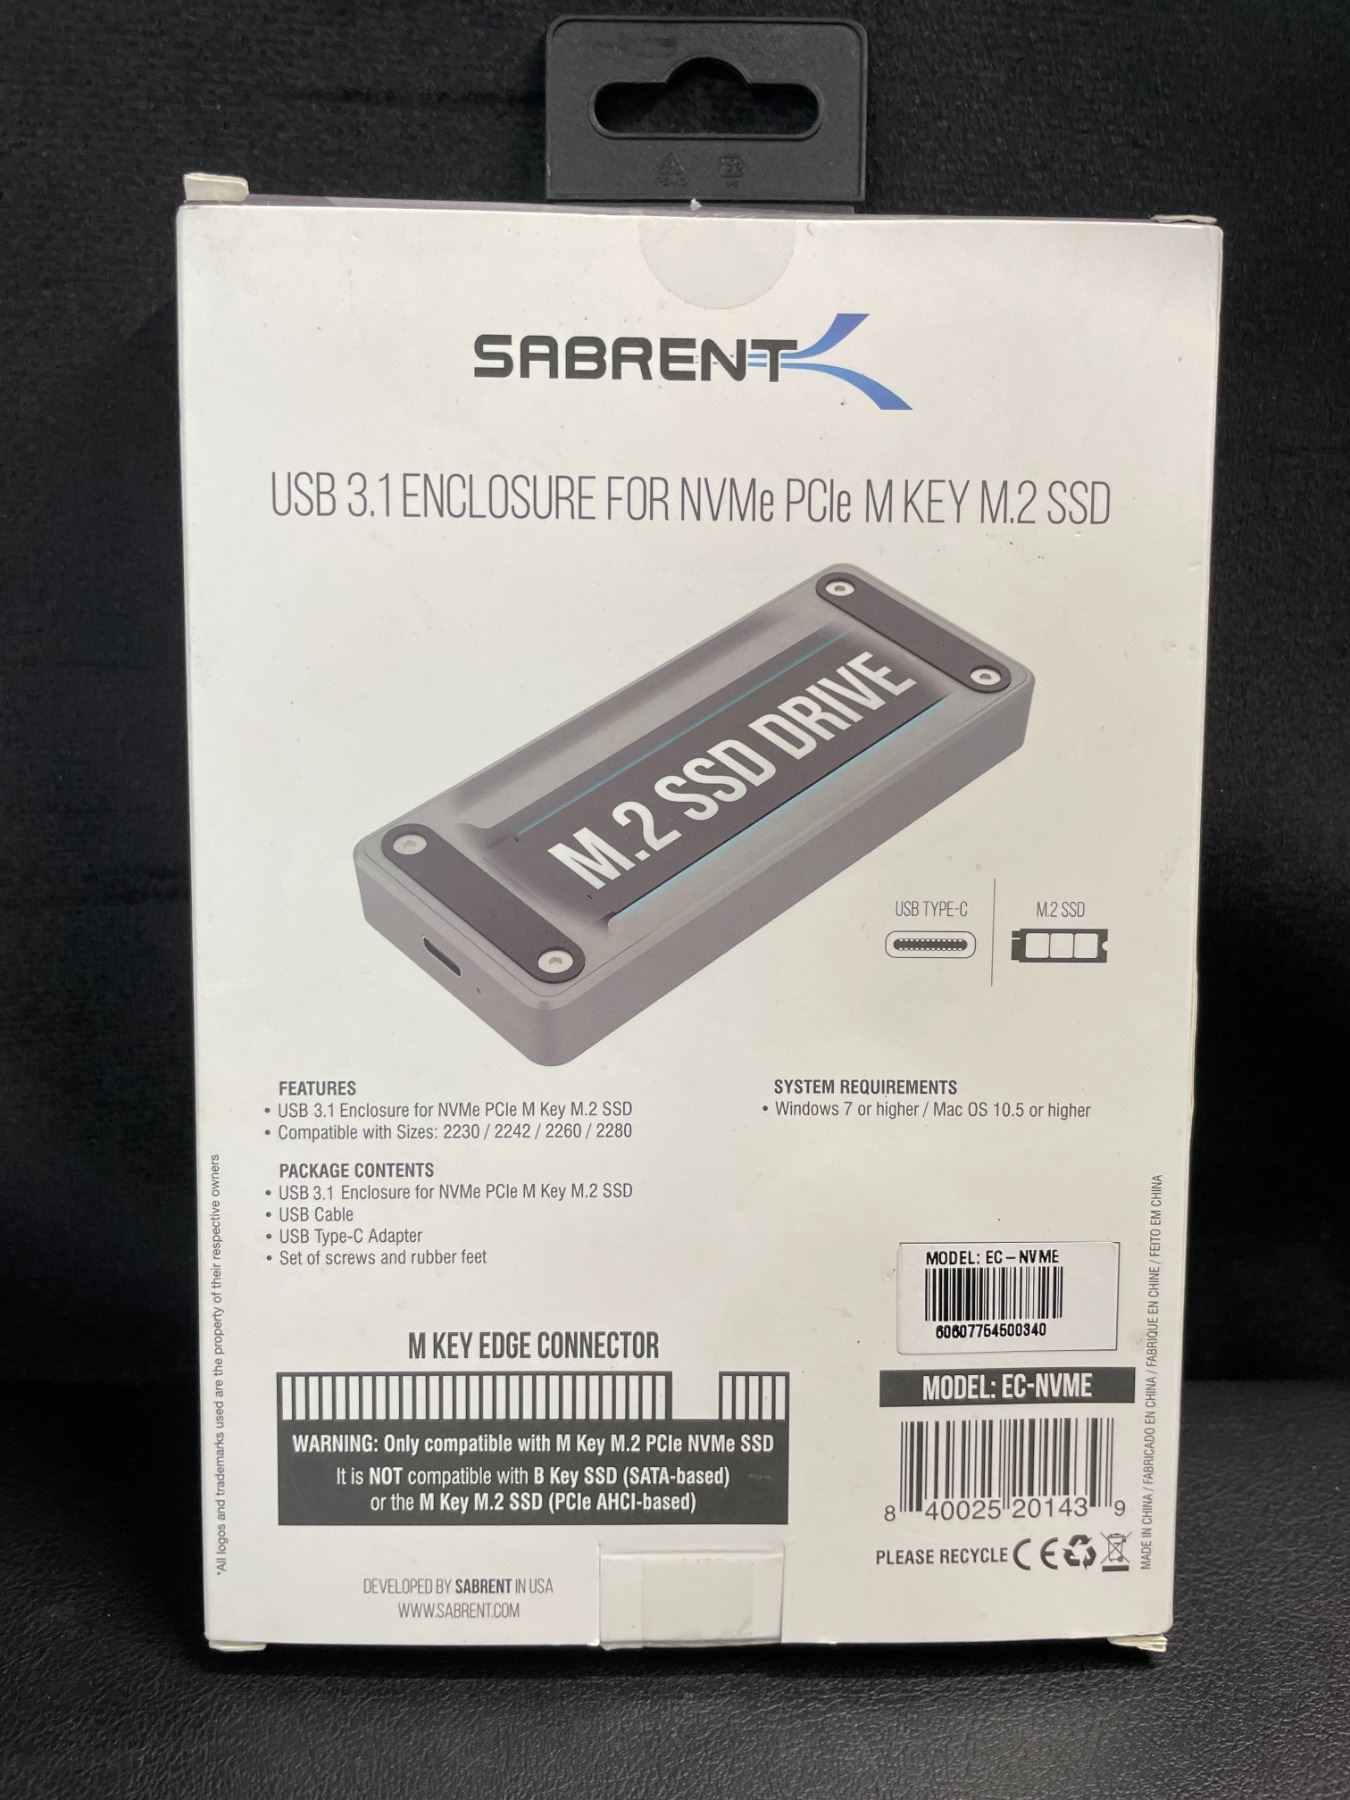 SABRENT
USB 3.1 ENCLOSURE FOR NVMe PCIe M KEY M.2 SSD
M.2 SSD DRIVE
USB TYPE-C
M.2 SSD
FEATURES
• USB 3.1 Enclosure for NVMe PCIe M Key M.2 SSD
• Compatible with Sizes: 2230 / 2242 / 2260 / 2280
SYSTEM REQUIREMENTS
• Windows 7 or higher / Mac OS 10.5 or higher
PACKAGE CONTENTS
• USB 3.1 Enclosure for NVMe PCIe M Key M.2 SSD
• USB Cable
• USB Type-C Adapter
• Set of screws and rubber feet
*All logos and trademarks used are the property of their respective owners
M KEY EDGE CONNECTOR
WARNING: Only compatible with M Key M.2 PCIe NVMe SSD
It is NOT compatible with B Key SSD (SATA-based)
or the M Key M.2 SSD (PCIe AHCI-based)
MODEL: EC-NVME
60607754500340
MODEL: EC-NVME
8 40025 20143 9
PLEASE RECYCLE CE
MADE IN CHINA / FABRICADO EN CHINA / FABRIQUE EN CHINE / FEITO EM CHINA
DEVELOPED BY SABRENT IN USA
WWW.SABRENT.COM